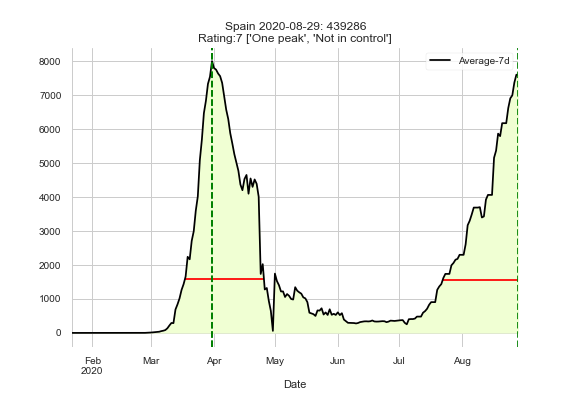 Spain 2020-08-29: 439286
Rating:7 ['One peak', 'Not in control']
Average-7d
8000
7000
6000
5000
4000
3000
2000
1000
0
Feb
2020
Mar
Apr
May
Jun
Jul
Aug
Date